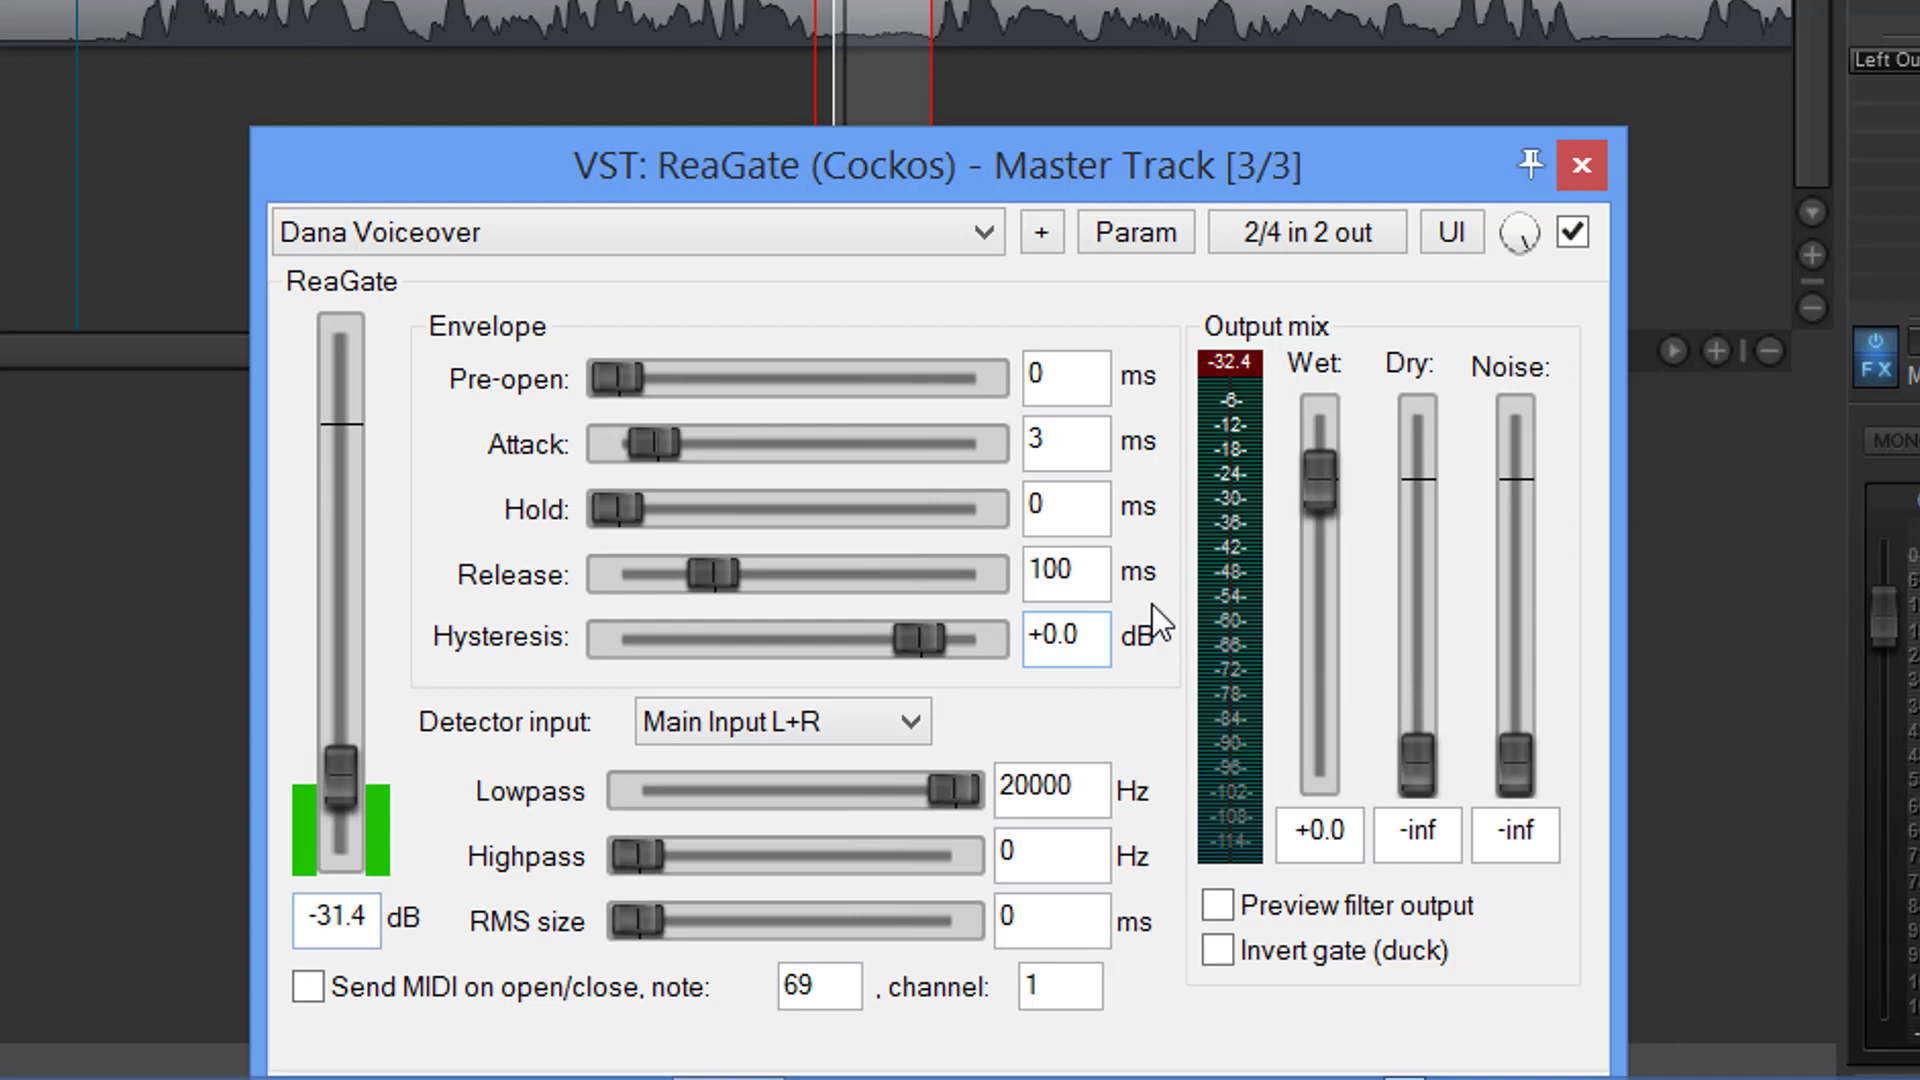 Left Ou
VST: ReaGate (Cockos) - Master Track [3/3]
Dana Voiceover
+
Param
2/4 in 2 out
UI
ReaGate
Envelope
Output mix
Pre-open:
0
ms
-32.4
Wet:
Dry:
Noise:
FX
Attack:
3
ms
-6-
-12-
-18-
-24-
-30-
-36-
-42-
-48-
-54-
-60-
-66-
-72-
-78-
-84-
-90-
-96-
-102-
-108-
-114-
MON
Hold:
0
ms
Release:
100
ms
Hysteresis:
+0.0
dB
Detector input:
Main Input L+R
Lowpass
20000
Hz
+0.0
-inf
-inf
Highpass
0
Hz
-31.4
dB
RMS size
0
ms
Preview filter output
Invert gate (duck)
Send MIDI on open/close, note:
69
, channel:
1